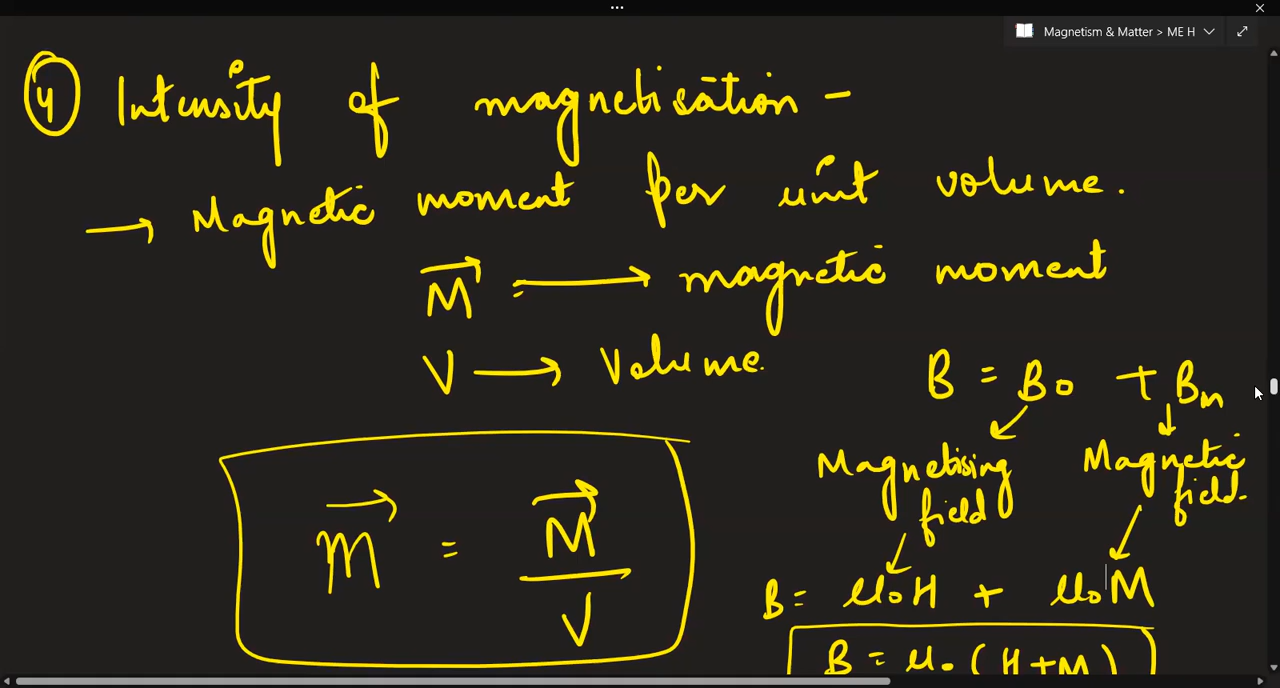 ...
Magnetism & Matter > ME H
④ Intensity of magnetisation -
→ Magnetic moment per unit volume.
M⃗ = → magnetic moment
V → Volume.
m⃗ = M⃗ / V
B = B₀ + Bm
Magnetising field
Magnetic field.
B = μ₀H + μ₀M
B = μ₀ (H+M)